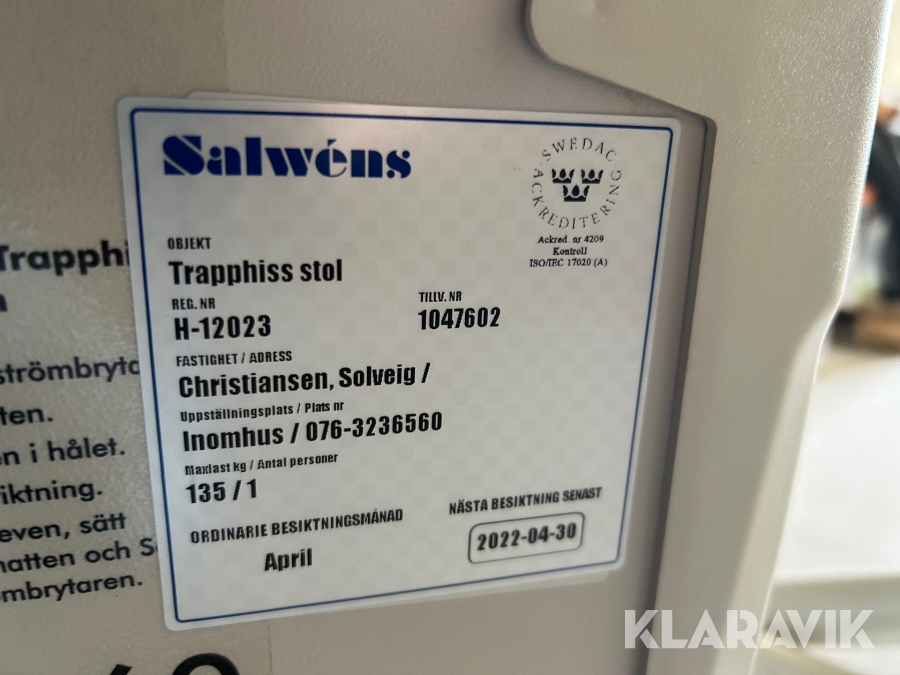 Salwéns
SWEDAC ACKREDITERING
Ackred. nr 4209
Kontroll
ISO/IEC 17020 (A)
OBJEKT
Trapphiss stol
REG. NR
H-12023
TILLV. NR
1047602
FASTIGHET / ADRESS
Christiansen, Solveig /
Uppställningsplats / Plats nr
Inomhus / 076-3236560
Maxlast kg / Antal personer
135 / 1
ORDINARIE BESIKTNINGSMÅNAD
April
NÄSTA BESIKTNING SENAST
2022-04-30
Trapphi
strömbryta
ten.
n i hålet.
iktning.
even, sätt
natten och S
mbrytaren.
KLARAVIK